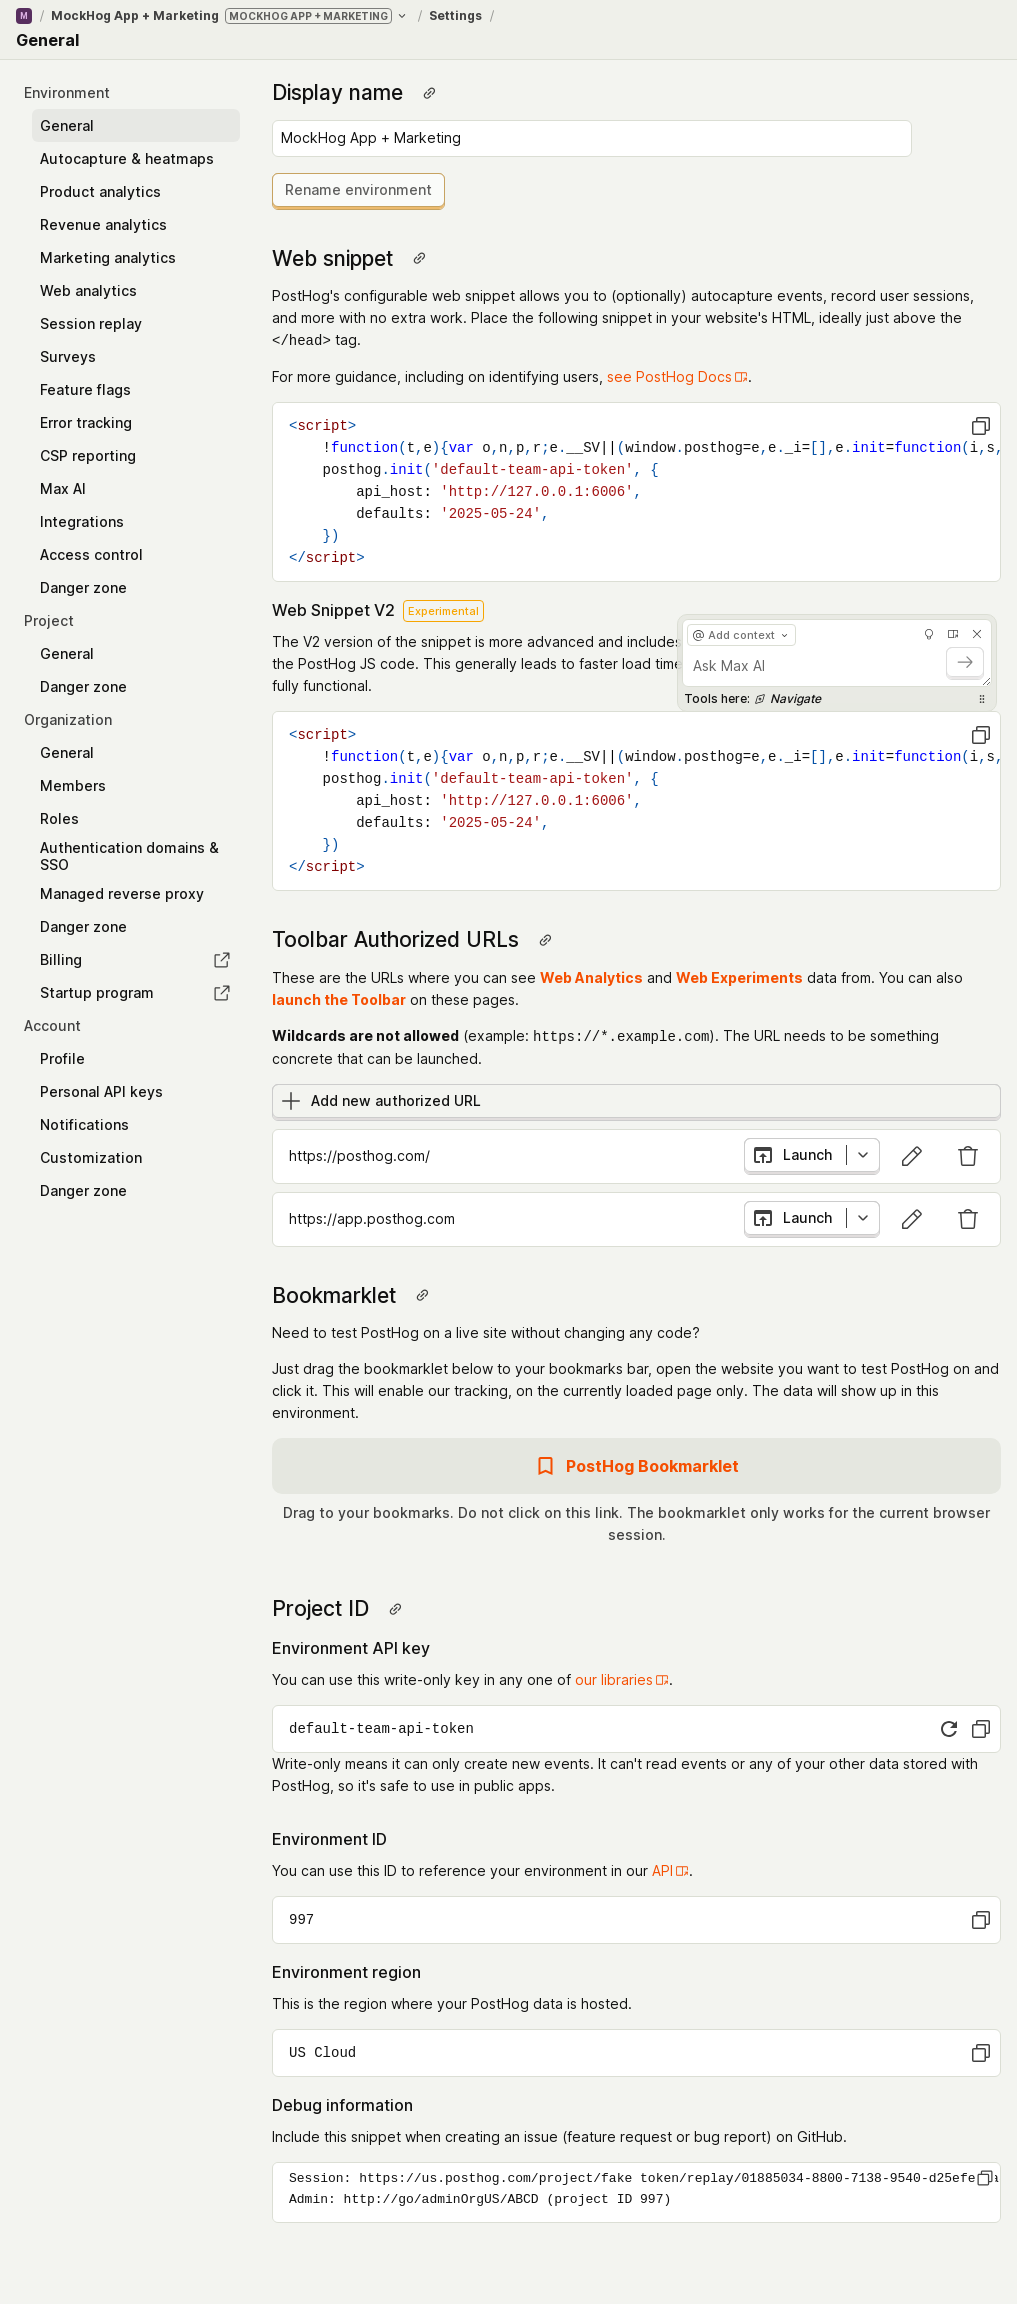 M / MockHog App + Marketing MOCKHOG APP + MARKETING / Settings /
General
Environment
General
Autocapture & heatmaps
Product analytics
Revenue analytics
Marketing analytics
Web analytics
Session replay
Surveys
Feature flags
Error tracking
CSP reporting
Max AI
Integrations
Access control
Danger zone
Project
General
Danger zone
Organization
General
Members
Roles
Authentication domains &
SSO
Managed reverse proxy
Danger zone
Billing
Startup program
Account
Profile
Personal API keys
Notifications
Customization
Danger zone
Display name
MockHog App + Marketing
Rename environment
Web snippet
PostHog's configurable web snippet allows you to (optionally) autocapture events, record user sessions,
and more with no extra work. Place the following snippet in your website's HTML, ideally just above the
</head> tag.
For more guidance, including on identifying users, see PostHog Docs.
<script>
!function(t,e){var o,n,p,r;e.__SV||(window.posthog=e,e._i=[],e.init=function(i,s,
posthog.init('default-team-api-token', {
api_host: 'http://127.0.0.1:6006',
defaults: '2025-05-24',
})
</script>
Web Snippet V2 Experimental
The V2 version of the snippet is more advanced and includes
the PostHog JS code. This generally leads to faster load time
fully functional.
@ Add context
Ask Max AI
Tools here: Navigate
<script>
!function(t,e){var o,n,p,r;e.__SV||(window.posthog=e,e._i=[],e.init=function(i,s,
posthog.init('default-team-api-token', {
api_host: 'http://127.0.0.1:6006',
defaults: '2025-05-24',
})
</script>
Toolbar Authorized URLs
These are the URLs where you can see Web Analytics and Web Experiments data from. You can also
launch the Toolbar on these pages.
Wildcards are not allowed (example: https://*.example.com). The URL needs to be something
concrete that can be launched.
Add new authorized URL
https://posthog.com/ Launch
https://app.posthog.com Launch
Bookmarklet
Need to test PostHog on a live site without changing any code?
Just drag the bookmarklet below to your bookmarks bar, open the website you want to test PostHog on and
click it. This will enable our tracking, on the currently loaded page only. The data will show up in this
environment.
PostHog Bookmarklet
Drag to your bookmarks. Do not click on this link. The bookmarklet only works for the current browser
session.
Project ID
Environment API key
You can use this write-only key in any one of our libraries.
default-team-api-token
Write-only means it can only create new events. It can't read events or any of your other data stored with
PostHog, so it's safe to use in public apps.
Environment ID
You can use this ID to reference your environment in our API.
997
Environment region
This is the region where your PostHog data is hosted.
US Cloud
Debug information
Include this snippet when creating an issue (feature request or bug report) on GitHub.
Session: https://us.posthog.com/project/fake token/replay/01885034-8800-7138-9540-d25efe
Admin: http://go/adminOrgUS/ABCD (project ID 997)